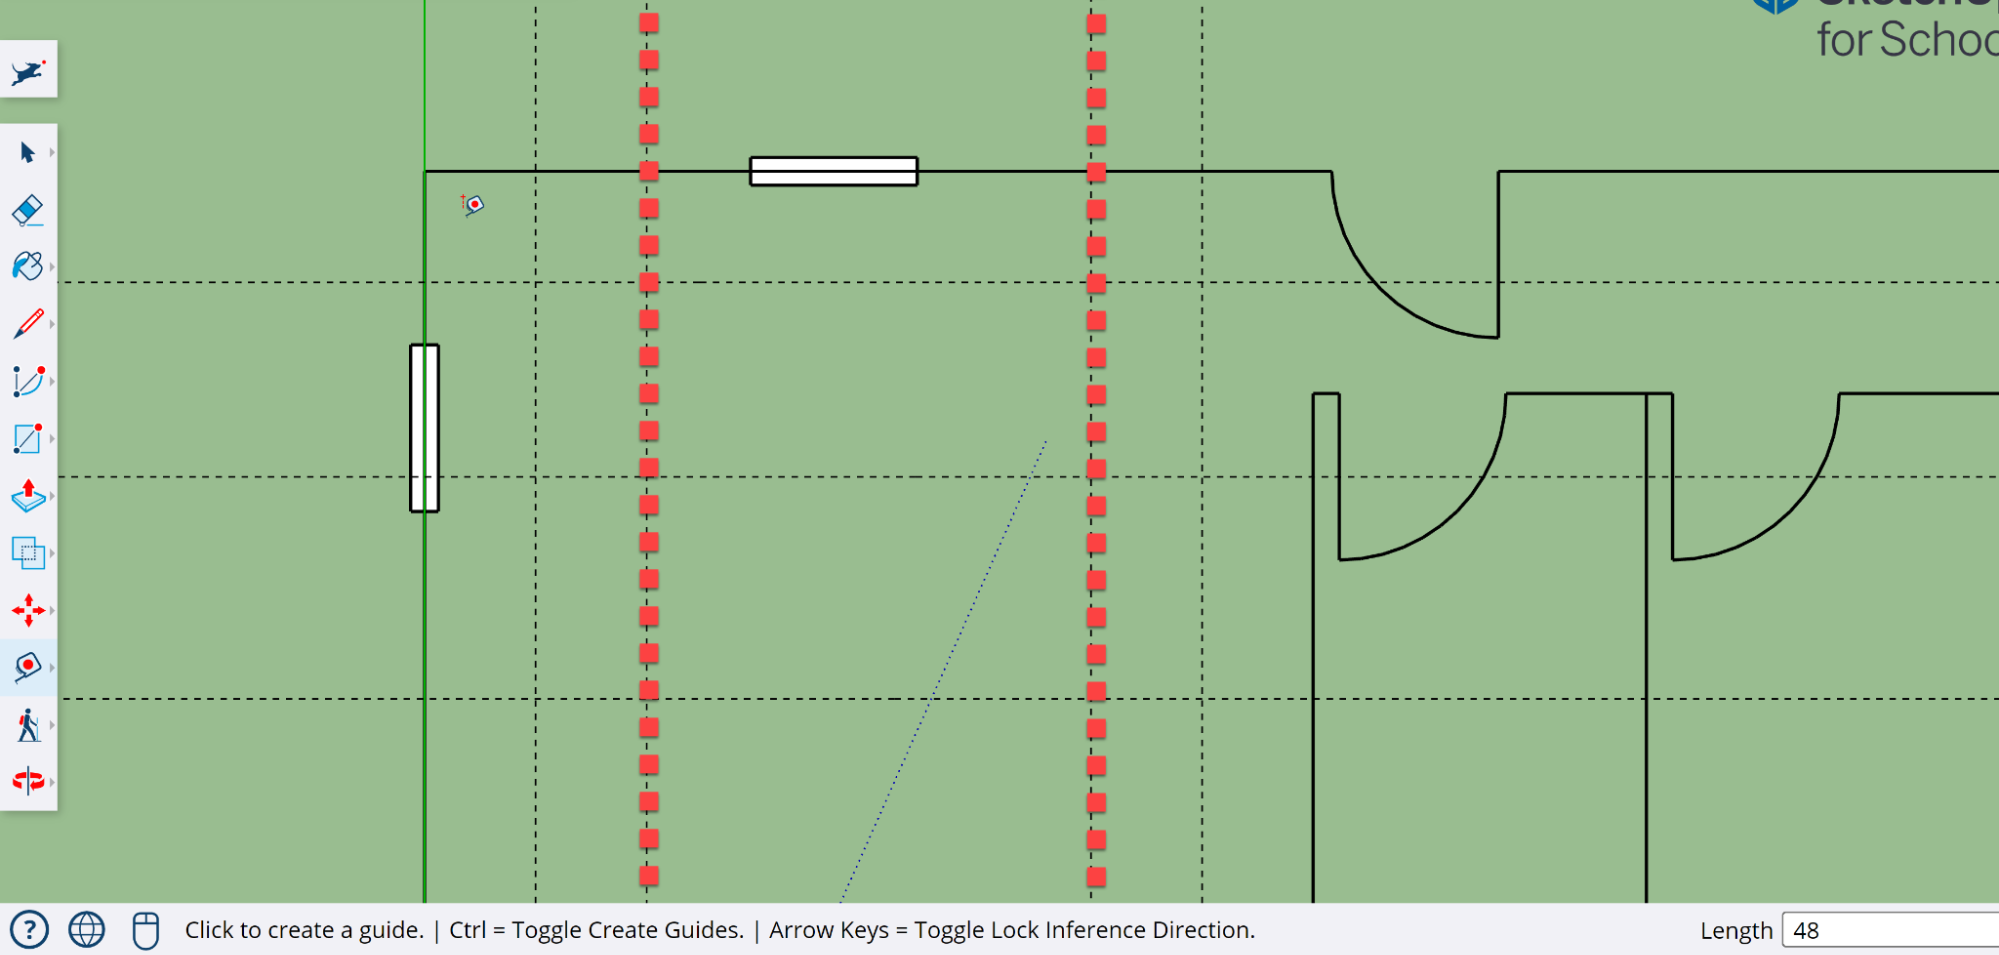 for Schoo
Click to create a guide. | Ctrl = Toggle Create Guides. | Arrow Keys = Toggle Lock Inference Direction.
Length 48